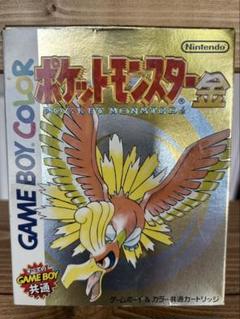 Nintendo
ポケットモンスター金
POCKET MONSTERS
GAME BOY COLOR
GAME BOY
共通
ゲームボーイ&カラー共通カートリッジ